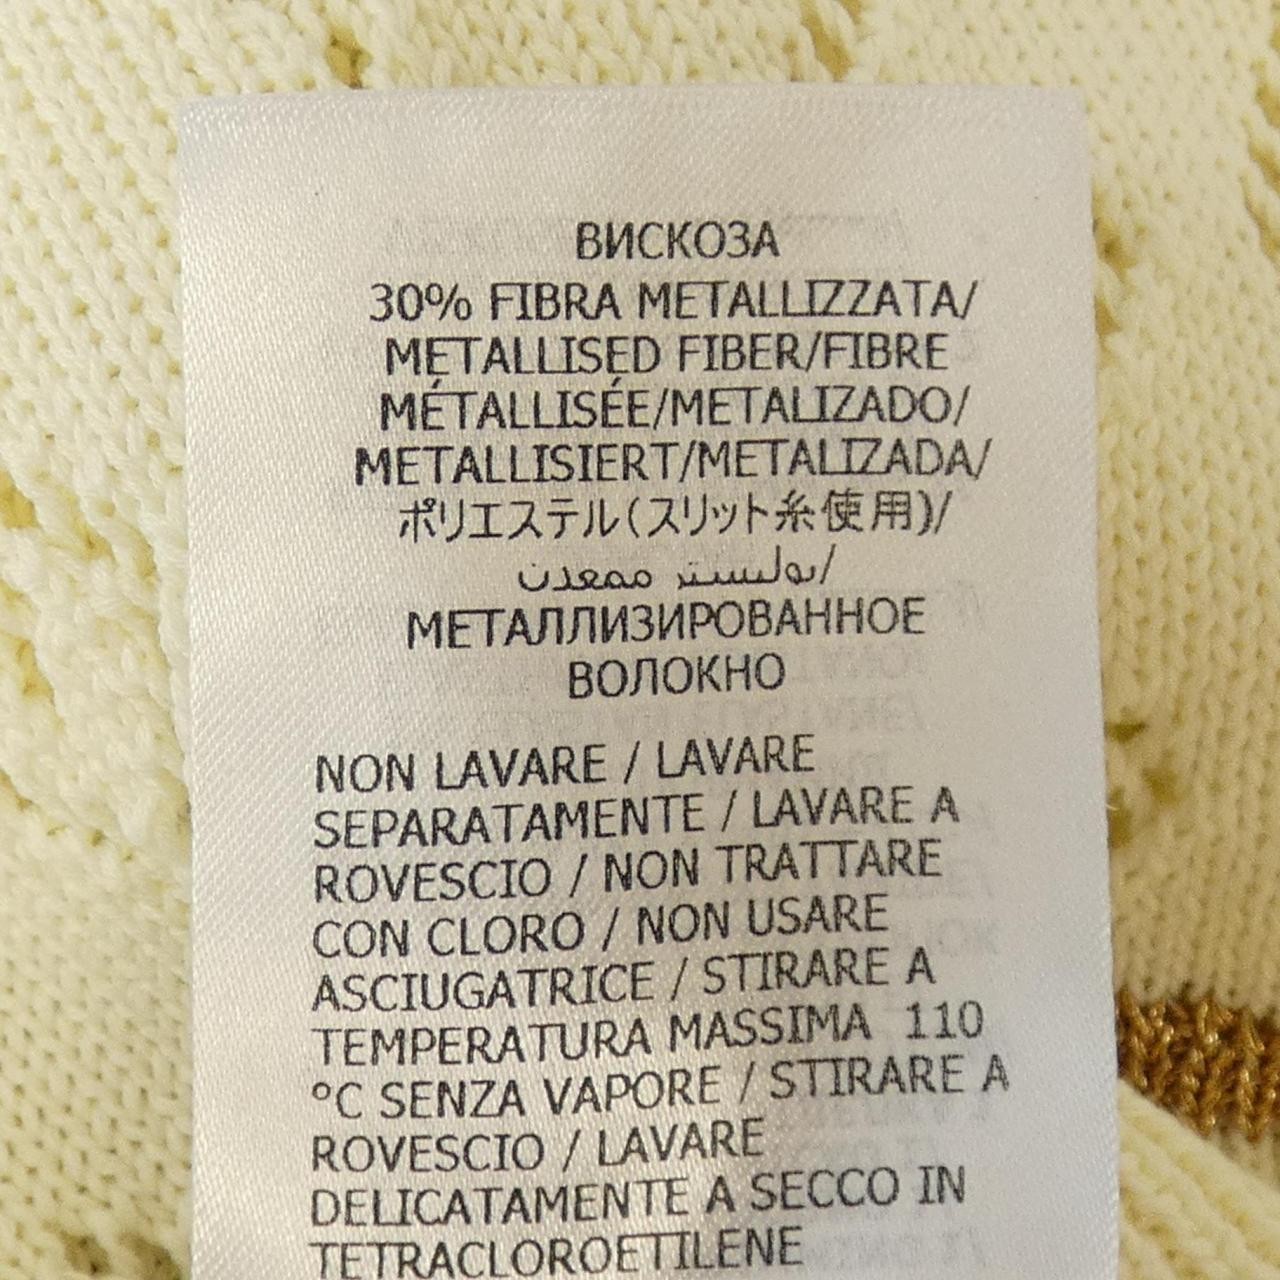 ВИСКОЗА
30% FIBRA METALLIZZATA/
METALLISED FIBER/FIBRE
MÉTALLISÉE/METALIZADO/
METALLISIERT/METALIZADA/
ポリエステル(スリット糸使用)/
بوليستر ممعدن/
МЕТАЛЛИЗИРОВАННОЕ
ВОЛОКНО
NON LAVARE / LAVARE
SEPARATAMENTE / LAVARE A
ROVESCIO / NON TRATTARE
CON CLORO / NON USARE
ASCIUGATRICE / STIRARE A
TEMPERATURA MASSIMA 110
°C SENZA VAPORE / STIRARE A
ROVESCIO / LAVARE
DELICATAMENTE A SECCO IN
TETRACLOROETILENE